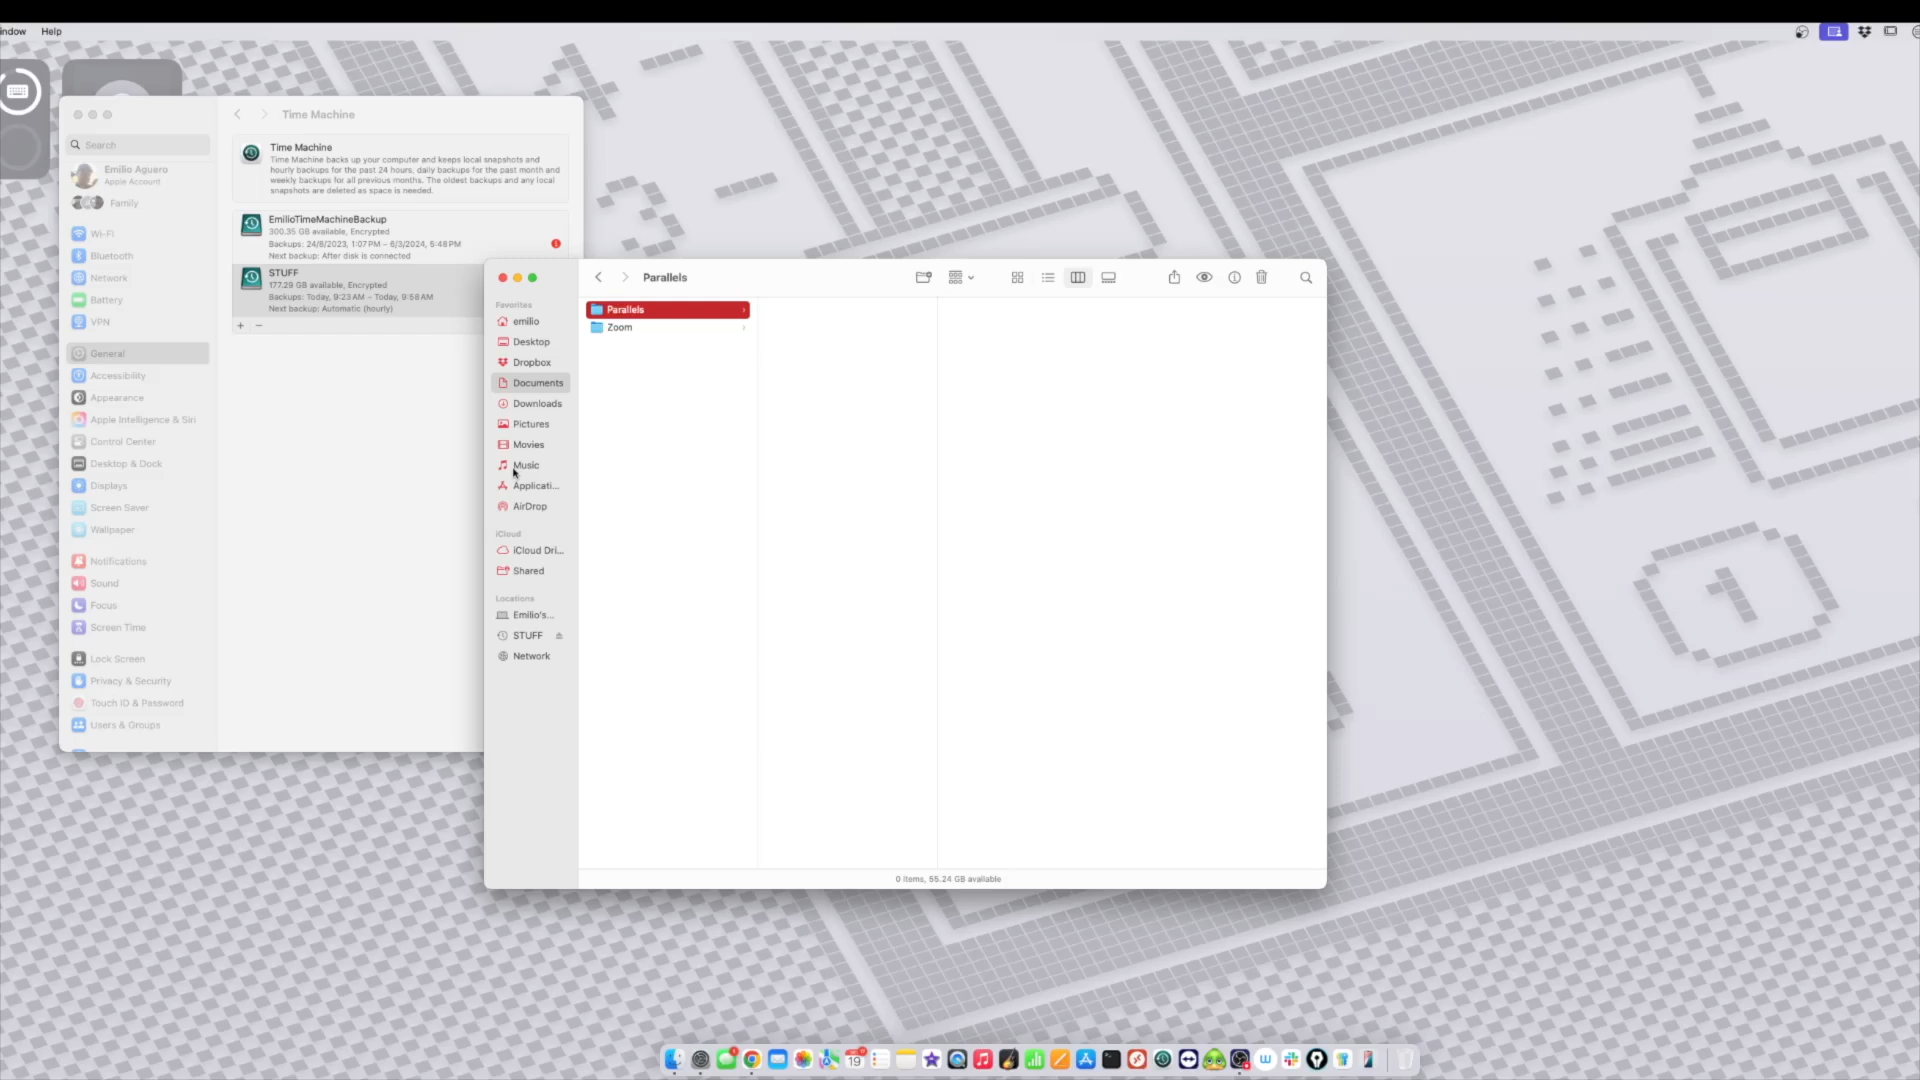 indow Help
Time Machine
Search
Emilio Aguero
Apple Account
Family
Wi-Fi
Bluetooth
Network
Battery
VPN
General
Accessibility
Appearance
Apple Intelligence & Siri
Control Center
Desktop & Dock
Displays
Screen Saver
Wallpaper
Notifications
Sound
Focus
Screen Time
Lock Screen
Privacy & Security
Touch ID & Password
Users & Groups
Time Machine
Time Machine backs up your computer and keeps local snapshots and
hourly backups for the past 24 hours, daily backups for the past month and
weekly backups for all previous months. The oldest backups and any local
snapshots are deleted as space is needed.
EmilioTimeMachineBackup
300.35 GB available, Encrypted
Backups: 24/8/2023, 1:07 PM – 6/3/2024, 5:48 PM
Next backup: After disk is connected
STUFF
177.29 GB available, Encrypted
Backups: Today, 9:23 AM – Today, 9:58 AM
Next backup: Automatic (hourly)
+ −
Parallels
Favorites
emilio
Desktop
Dropbox
Documents
Downloads
Pictures
Movies
Music
Applicati...
AirDrop
iCloud
iCloud Dri...
Shared
Locations
Emilio's...
STUFF
Network
Parallels
Zoom
0 items, 55.24 GB available
19